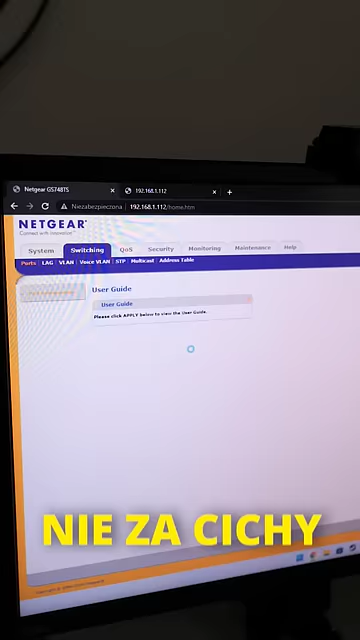 Netgear GS748TS
192.168.1.112
Niezabezpieczona 192.168.1.112/home.htm
NETGEAR
Connect with Innovation
System Switching QoS Security Monitoring Maintenance Help
Ports LAG VLAN Voice VLAN STP Multicast Address Table
User Guide
User Guide
Please click APPLY below to view the User Guide.
NIE ZA CICHY